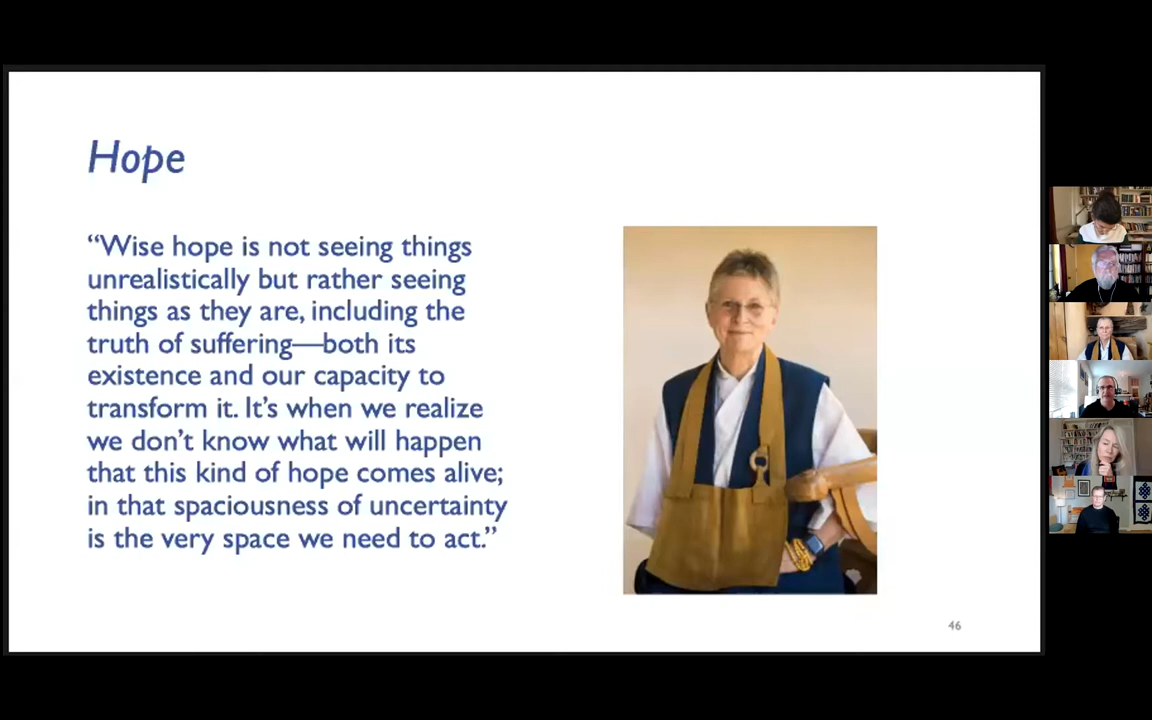 Hope
“Wise hope is not seeing things
unrealistically but rather seeing
things as they are, including the
truth of suffering—both its
existence and our capacity to
transform it. It’s when we realize
we don’t know what will happen
that this kind of hope comes alive;
in that spaciousness of uncertainty
is the very space we need to act.”
46